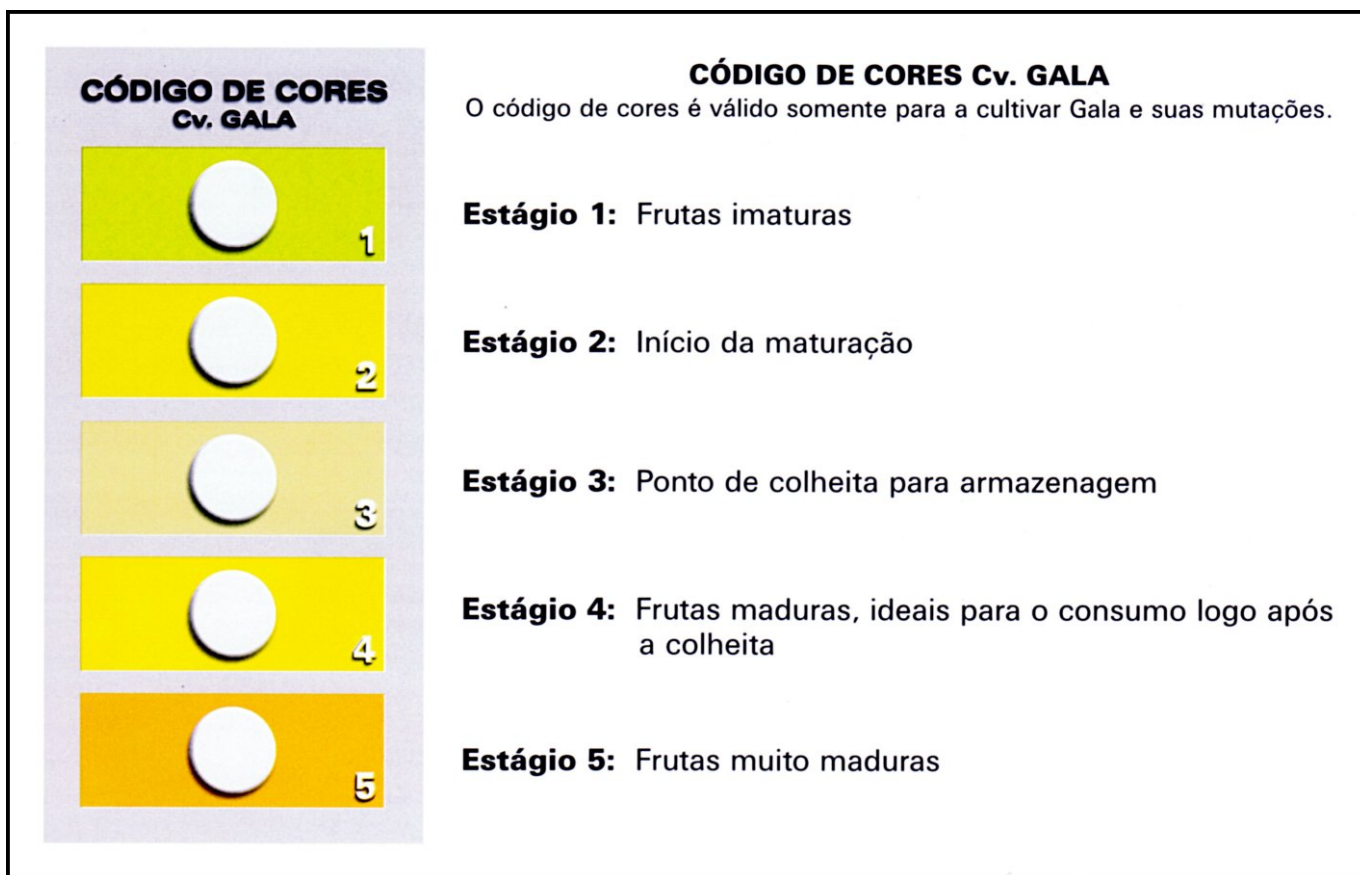 CÓDIGO DE CORES
Cv. GALA
1
2
3
4
5
CÓDIGO DE CORES Cv. GALA
O código de cores é válido somente para a cultivar Gala e suas mutações.
Estágio 1: Frutas imaturas
Estágio 2: Início da maturação
Estágio 3: Ponto de colheita para armazenagem
Estágio 4: Frutas maduras, ideais para o consumo logo após
a colheita
Estágio 5: Frutas muito maduras